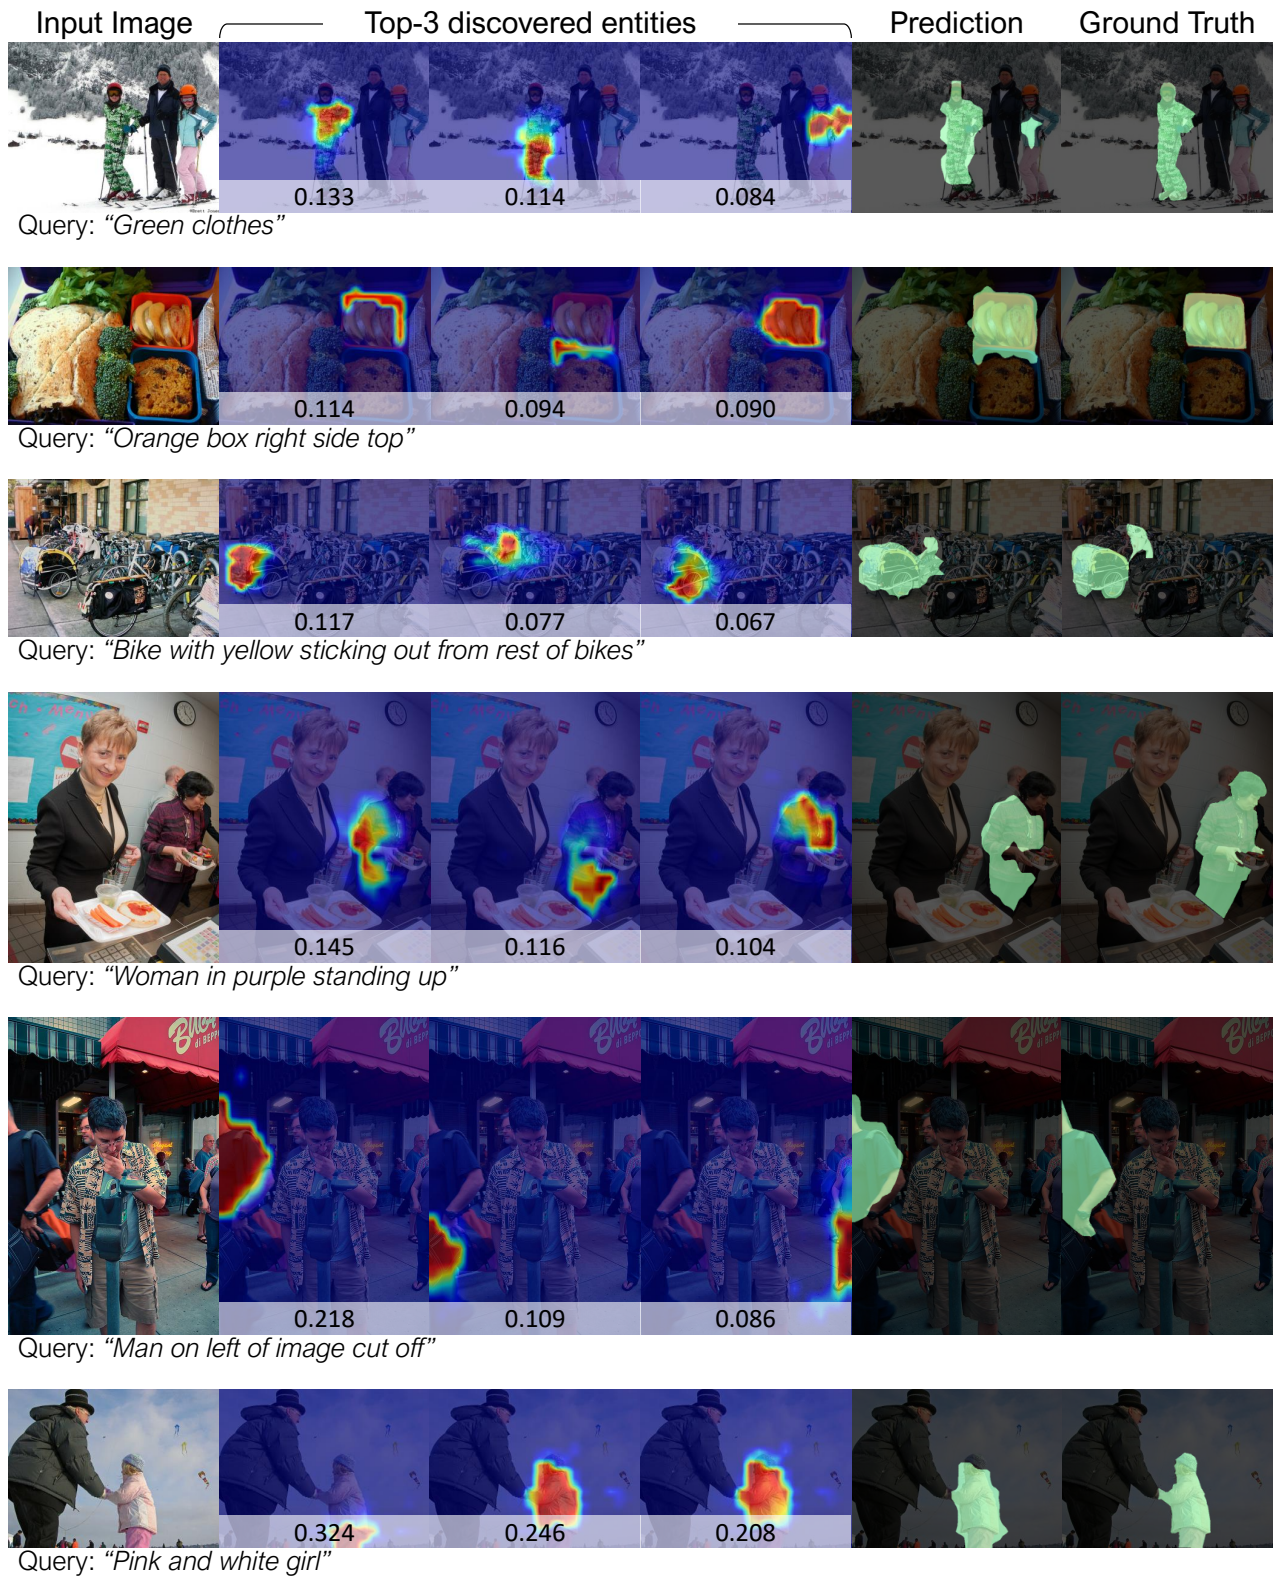 Input Image Top-3 discovered entities Prediction Ground Truth
0.133 0.114 0.084
Query: “Green clothes”
0.114 0.094 0.090
Query: “Orange box right side top”
0.117 0.077 0.067
Query: “Bike with yellow sticking out from rest of bikes”
0.145 0.116 0.104
Query: “Woman in purple standing up”
di BEPP
0.218 0.109 0.086
Query: “Man on left of image cut off”
0.324 0.246 0.208
Query: “Pink and white girl”